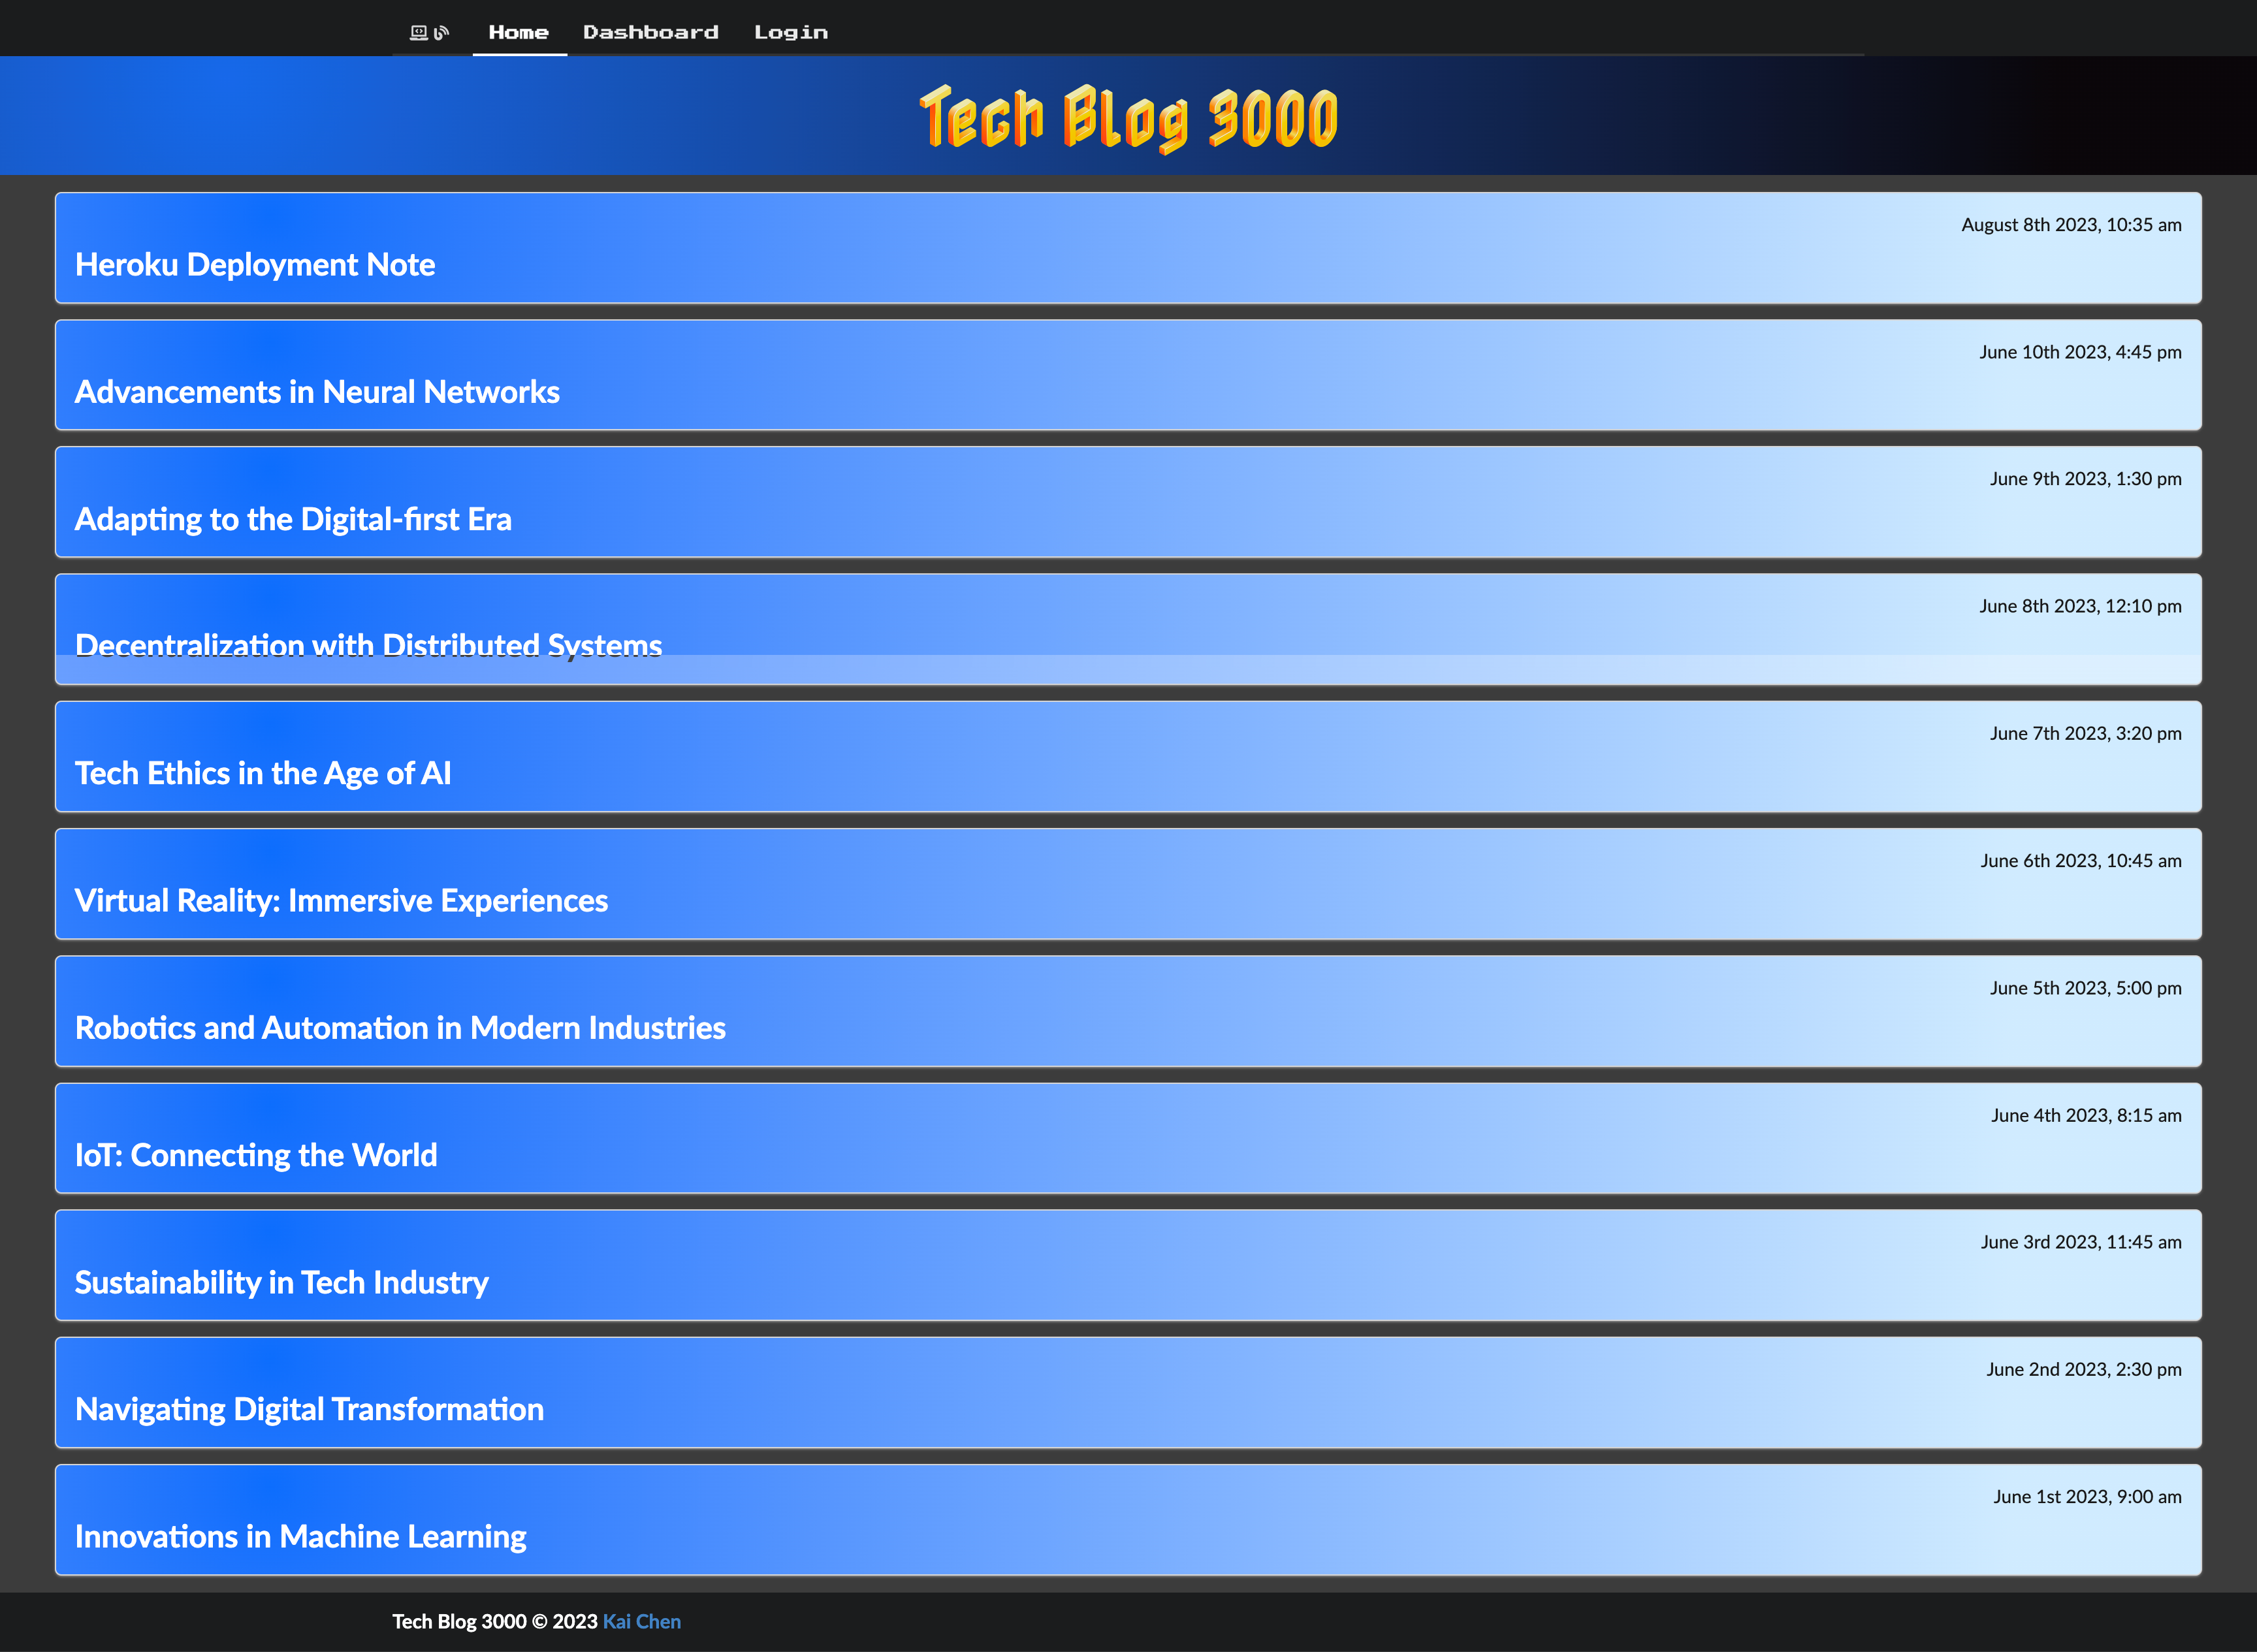 Home Dashboard Login
Tech Blog 3000
August 8th 2023, 10:35 am
Heroku Deployment Note
June 10th 2023, 4:45 pm
Advancements in Neural Networks
June 9th 2023, 1:30 pm
Adapting to the Digital-first Era
June 8th 2023, 12:10 pm
Decentralization with Distributed Systems
June 7th 2023, 3:20 pm
Tech Ethics in the Age of AI
June 6th 2023, 10:45 am
Virtual Reality: Immersive Experiences
June 5th 2023, 5:00 pm
Robotics and Automation in Modern Industries
June 4th 2023, 8:15 am
IoT: Connecting the World
June 3rd 2023, 11:45 am
Sustainability in Tech Industry
June 2nd 2023, 2:30 pm
Navigating Digital Transformation
June 1st 2023, 9:00 am
Innovations in Machine Learning
Tech Blog 3000 © 2023 Kai Chen